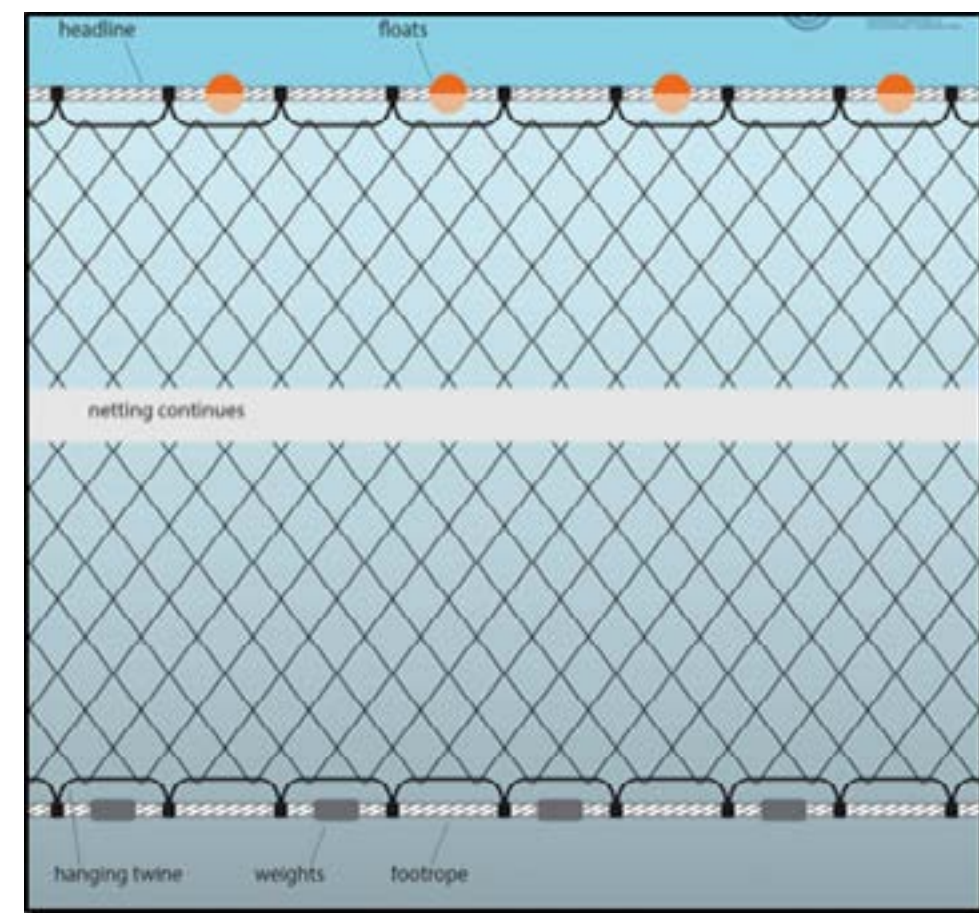 headline
floats
netting continues
hanging twine
weights
footrope